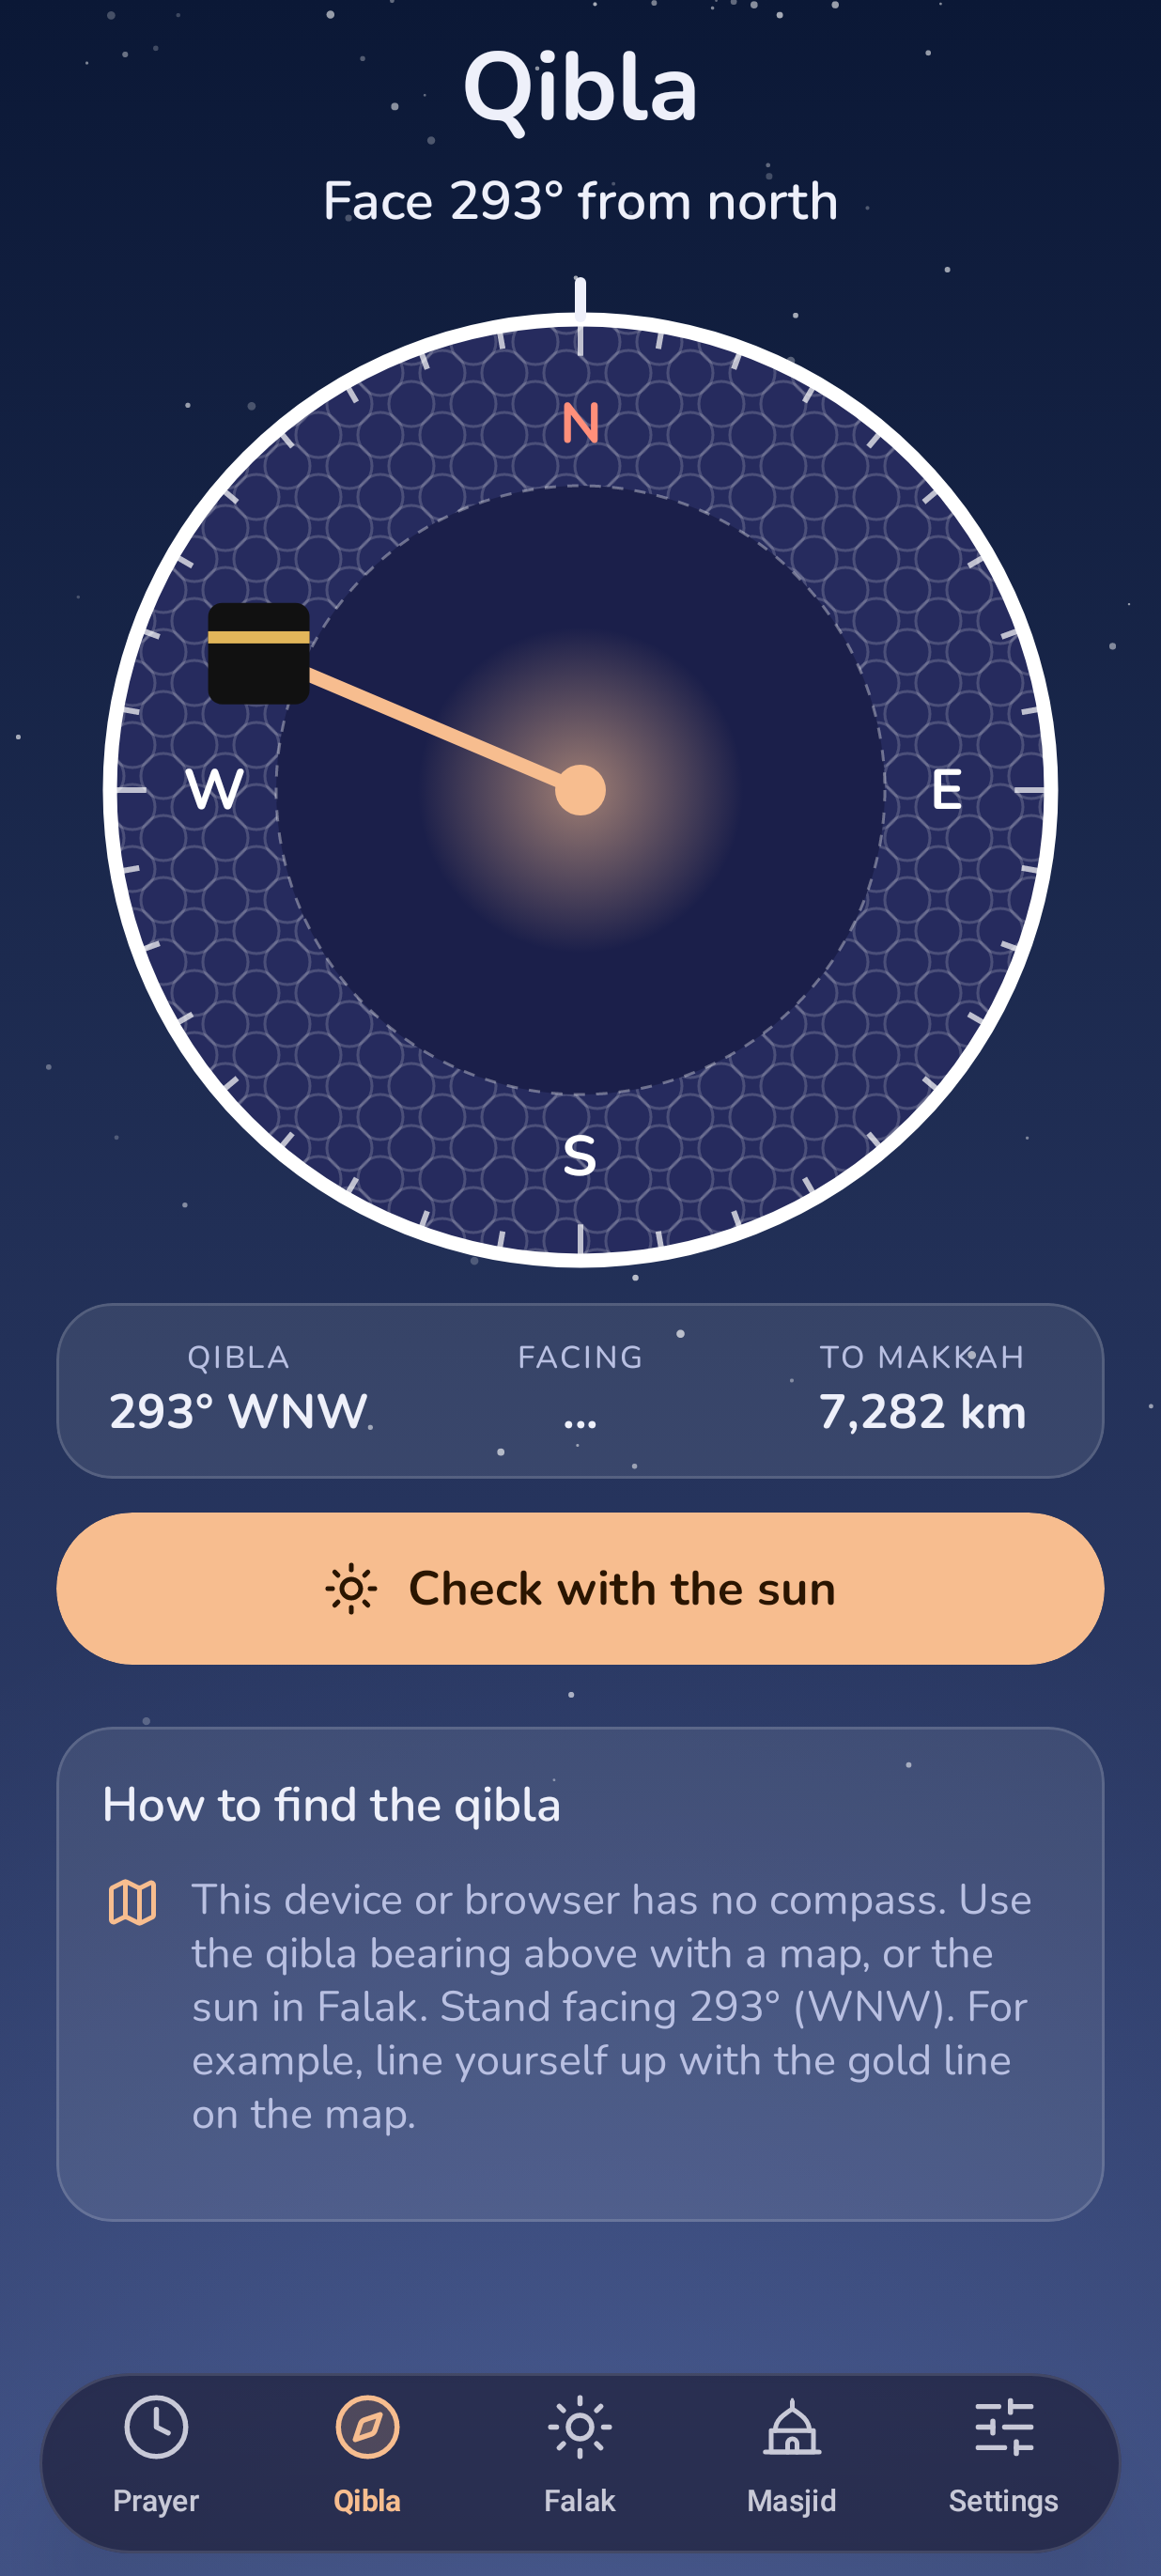 Qibla
Face 293° from north
N
W
E
S
QIBLA
FACING
TO MAKKAH
293° WNW
...
7,282 km
Check with the sun
How to find the qibla
This device or browser has no compass. Use
the qibla bearing above with a map, or the
sun in Falak. Stand facing 293° (WNW). For
example, line yourself up with the gold line
on the map.
Prayer
Qibla
Falak
Masjid
Settings